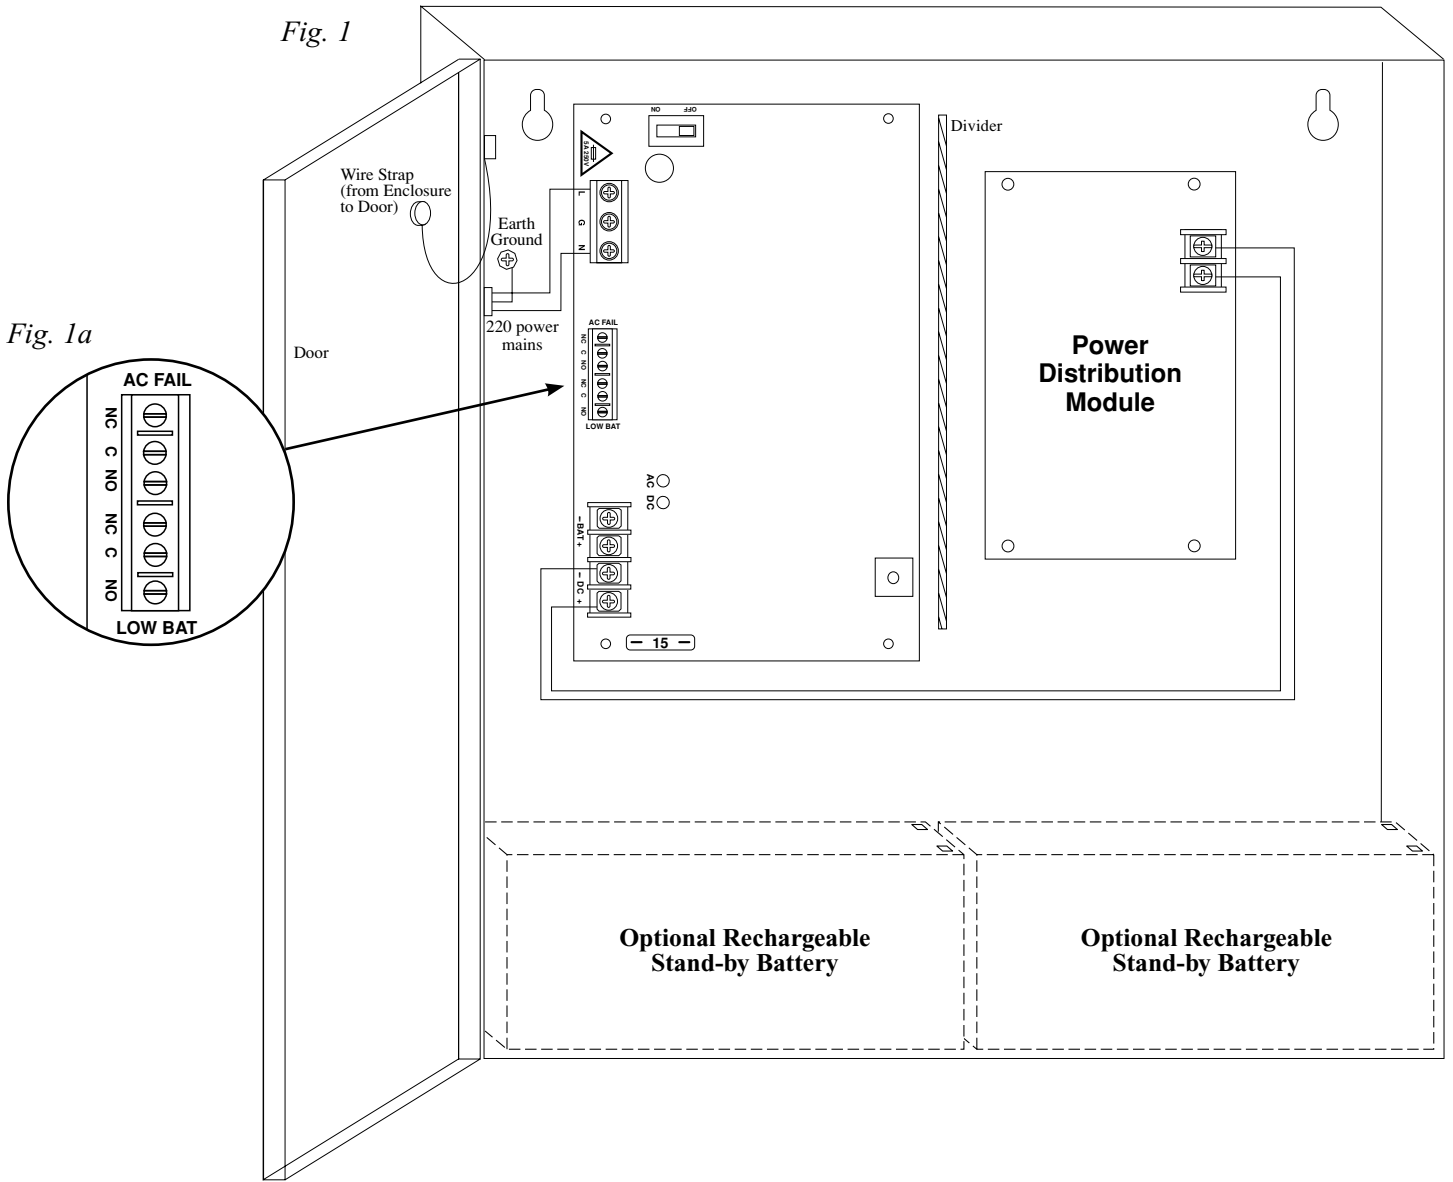 Fig. 1
ON OFF
Divider
5A 250V
Wire Strap
(from Enclosure
to Door)
L
G
N
Earth
Ground
220 power
mains
Fig. 1a
Door
AC FAIL
NC
C
NO
NC
C
NO
LOW BAT
AC FAIL
NC
C
NO
NC
C
NO
LOW BAT
Power
Distribution
Module
AC
DC
– BAT +
– DC +
– 15 –
Optional Rechargeable
Stand-by Battery
Optional Rechargeable
Stand-by Battery